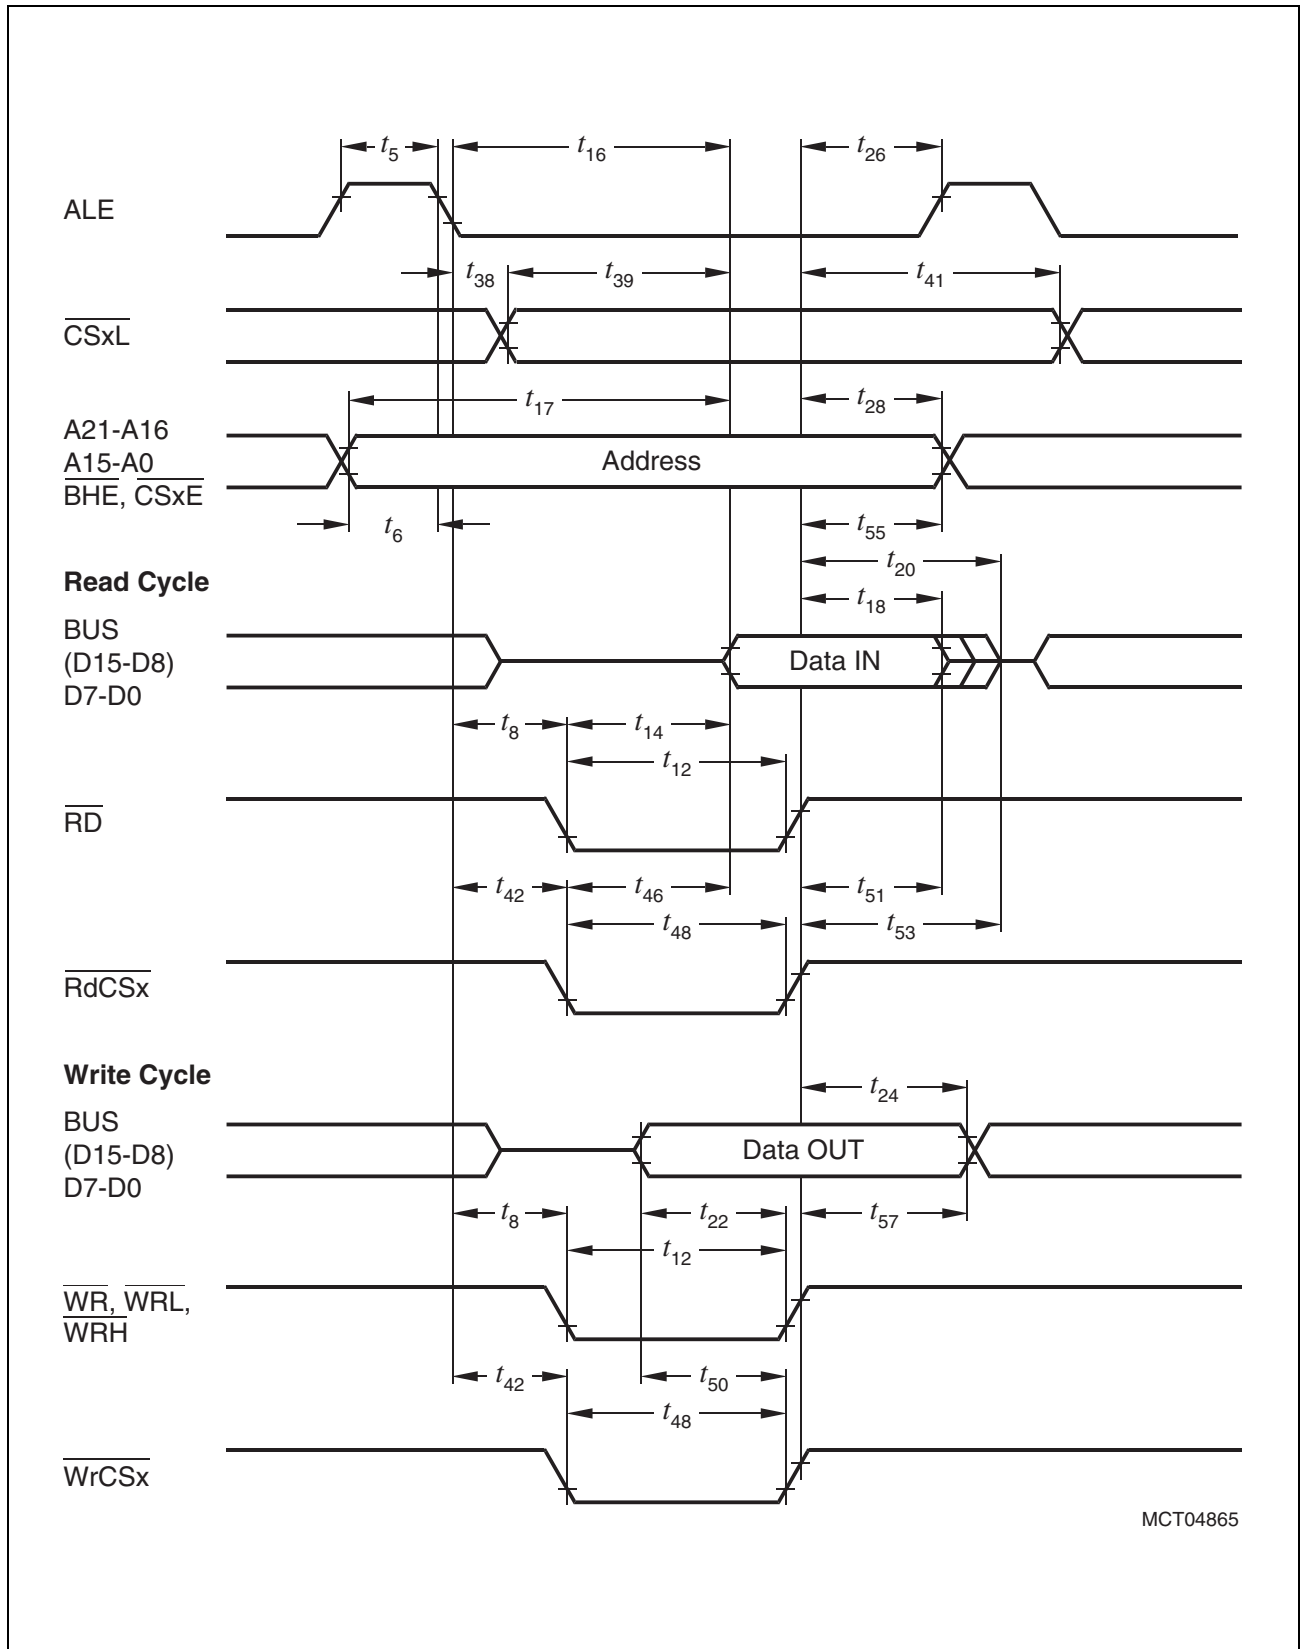 t5
t16
t26
ALE
t38
t39
t41
CSxL
t17
t28
A21-A16
A15-A0
BHE, CSxE
Address
t6
t55
t20
Read Cycle
t18
BUS
(D15-D8)
D7-D0
Data IN
t8
t14
t12
RD
t42
t46
t51
t48
t53
RdCSx
Write Cycle
t24
BUS
(D15-D8)
D7-D0
Data OUT
t8
t22
t57
t12
WR, WRL,
WRH
t42
t50
t48
WrCSx
MCT04865